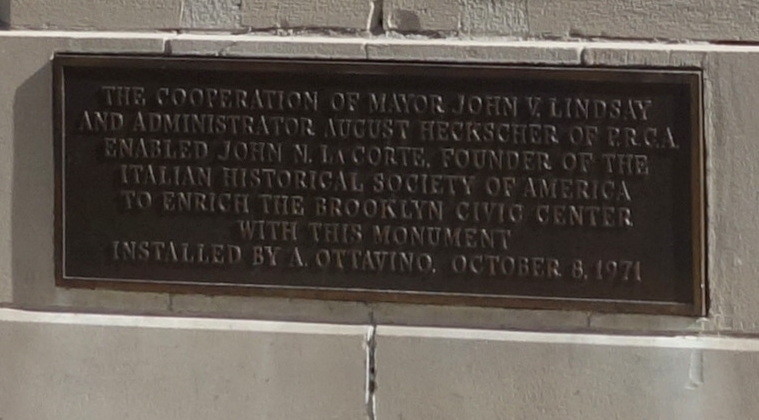 THE COOPERATION OF MAYOR JOHN V. LINDSAY
AND ADMINISTRATOR AUGUST HECKSCHER OF P.R.C.A.
ENABLED JOHN N. LA CORTE, FOUNDER OF THE
ITALIAN HISTORICAL SOCIETY OF AMERICA
TO ENRICH THE BROOKLYN CIVIC CENTER
WITH THIS MONUMENT
INSTALLED BY A. OTTAVINO, OCTOBER 8, 1971